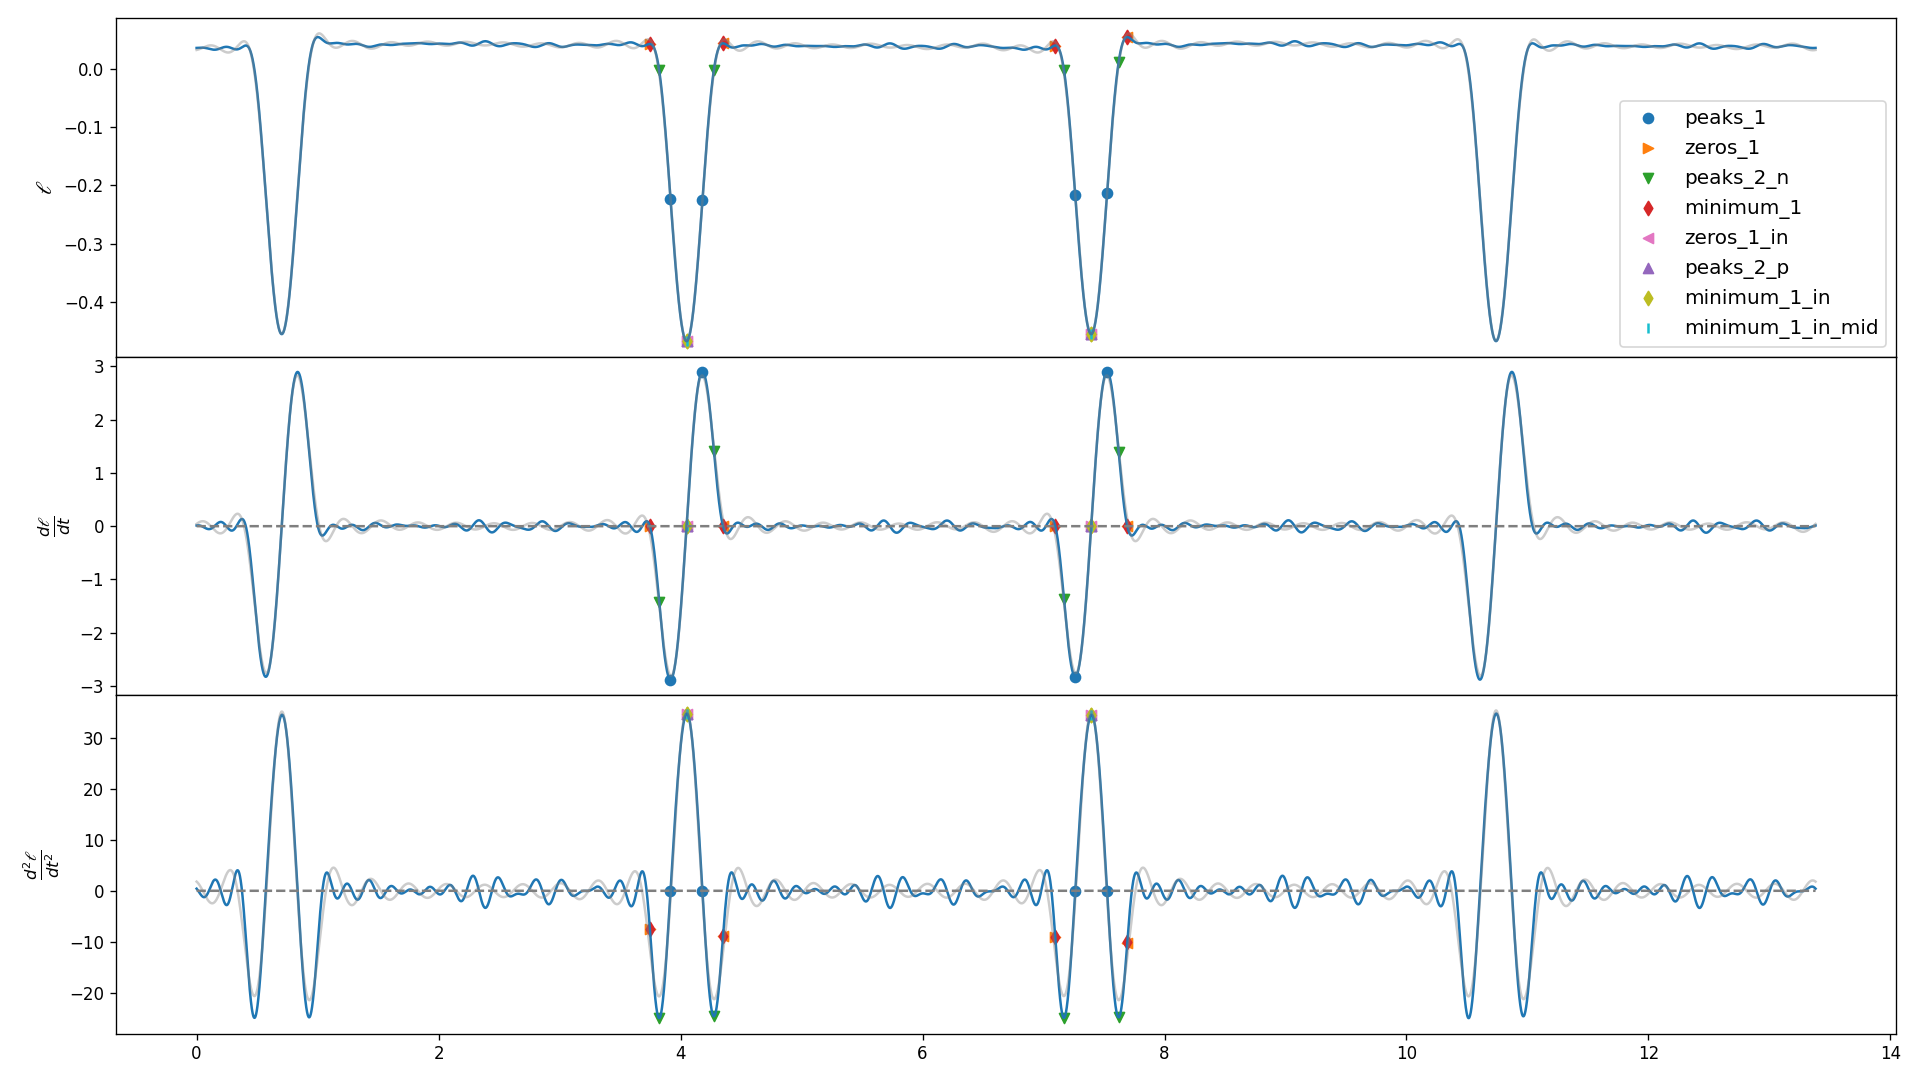 0.0
−0.1
−0.2
−0.3
−0.4
ℓ
peaks_1
zeros_1
peaks_2_n
minimum_1
zeros_1_in
peaks_2_p
minimum_1_in
minimum_1_in_mid
3
2
1
0
−1
−2
−3
dℓ/dt
30
20
10
0
−10
−20
d²ℓ/dt²
0 2 4 6 8 10 12 14